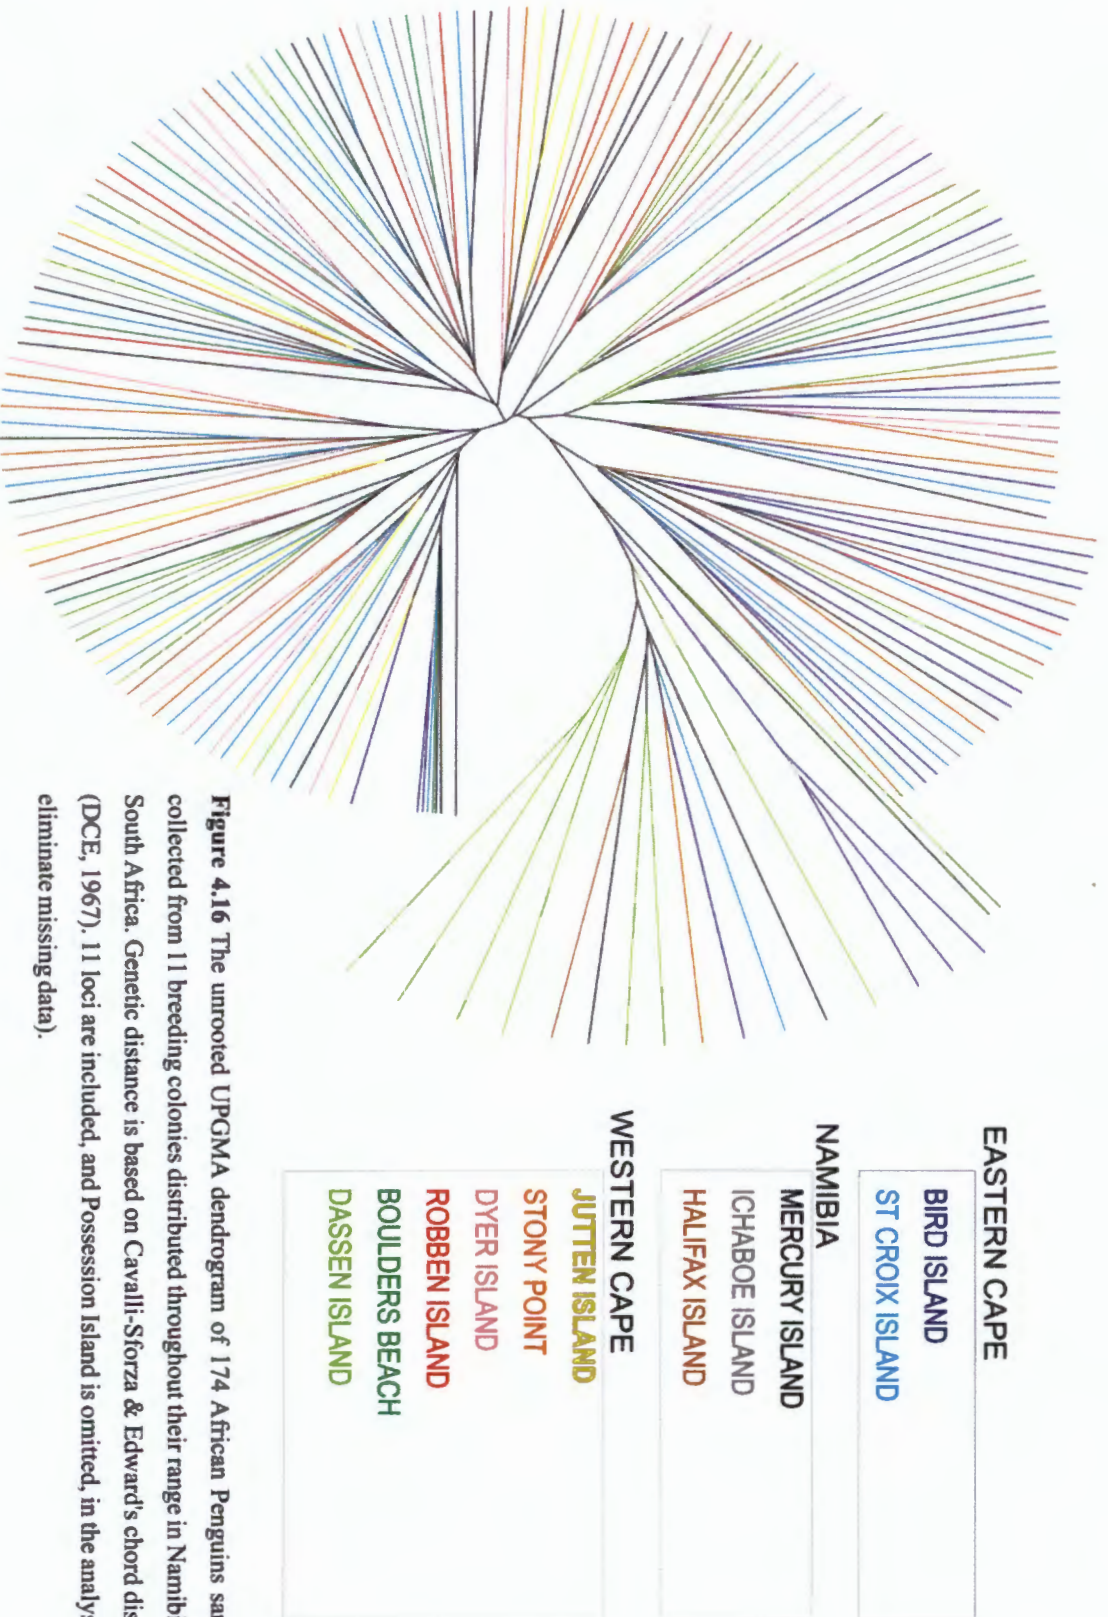 EASTERN CAPE
BIRD ISLAND
ST CROIX ISLAND
NAMIBIA
MERCURY ISLAND
ICHABOE ISLAND
HALIFAX ISLAND
WESTERN CAPE
JUTTEN ISLAND
STONY POINT
DYER ISLAND
ROBBEN ISLAND
BOULDERS BEACH
DASSEN ISLAND
Figure 4.16 The unrooted UPGMA dendrogram of 174 African Penguins
collected from 11 breeding colonies distributed throughout their range in
South Africa. Genetic distance is based on Cavalli-Sforza & Edward's chord
(DCE, 1967). 11 loci are included, and Possession Island is omitted, in the
eliminate missing data).